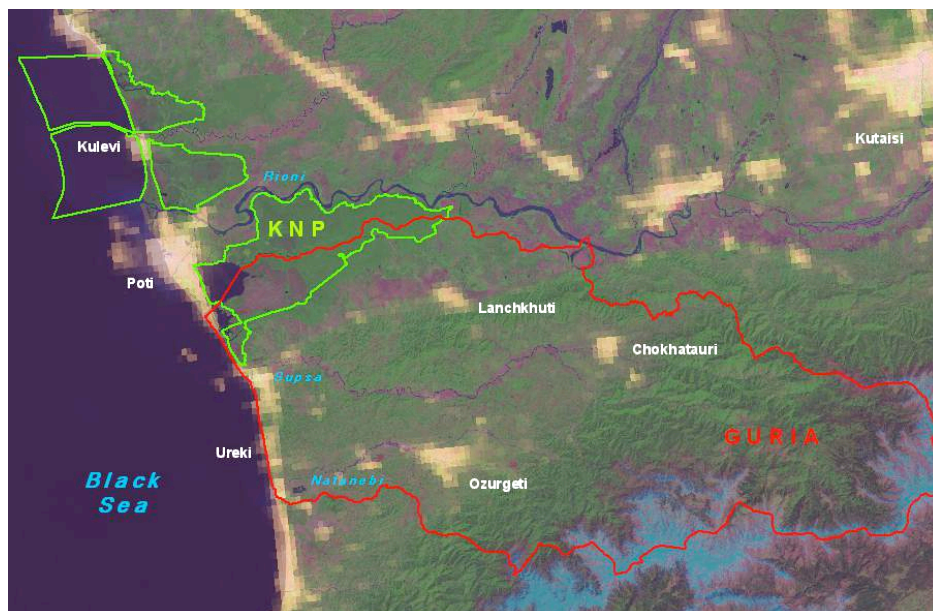 Kulevi
Kutaisi
Rioni
KNP
Poti
Lanchkhuti
Chokhatauri
Supsa
GURIA
Ureki
Natanebi
Ozurgeti
Black
Sea